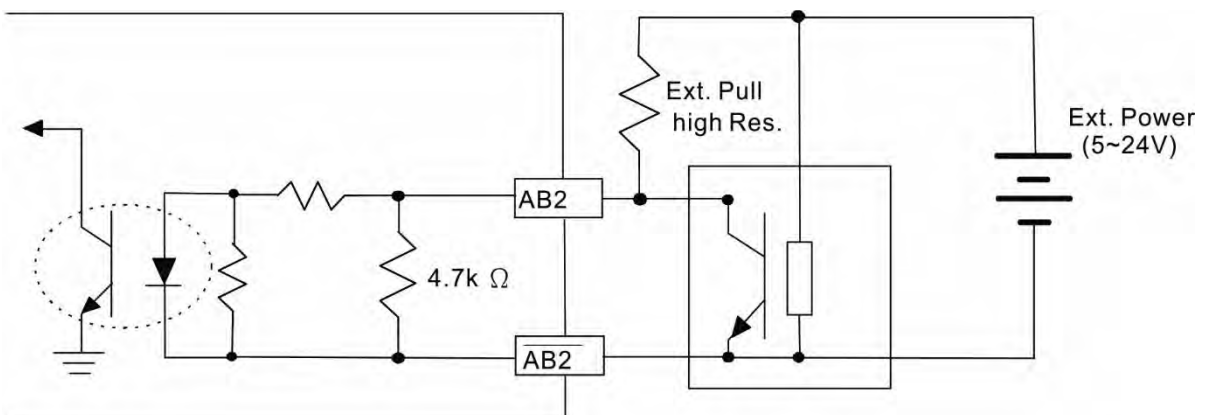 Ext. Pull
high Res.
Ext. Power
(5~24V)
AB2
4.7k Ω
AB2